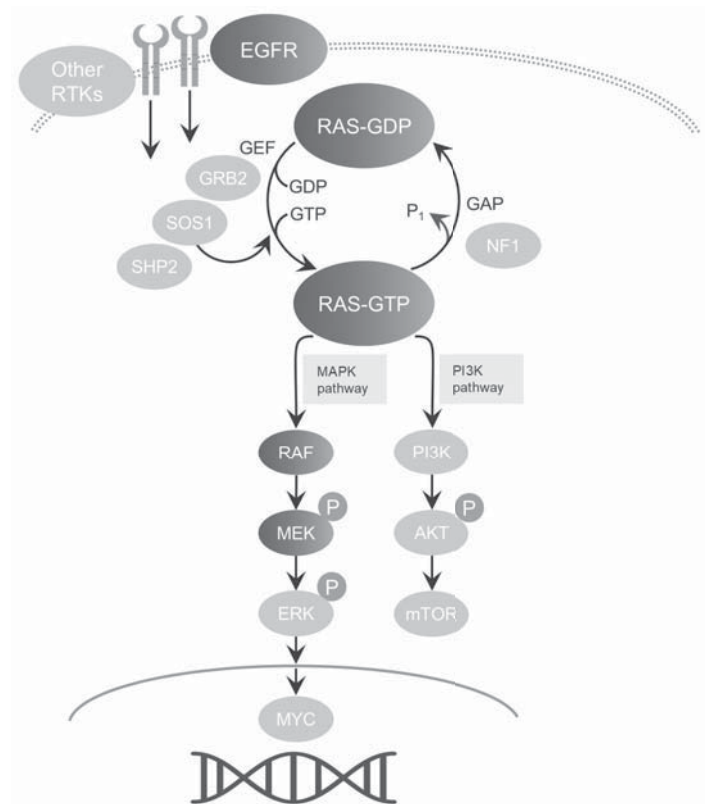 EGFR
Other
RTKs
RAS-GDP
GEF
GRB2
GDP
SOS1
GTP
P1
GAP
NF1
SHP2
RAS-GTP
MAPK
pathway
PI3K
pathway
RAF
PI3K
P
MEK
P
AKT
P
ERK
mTOR
MYC